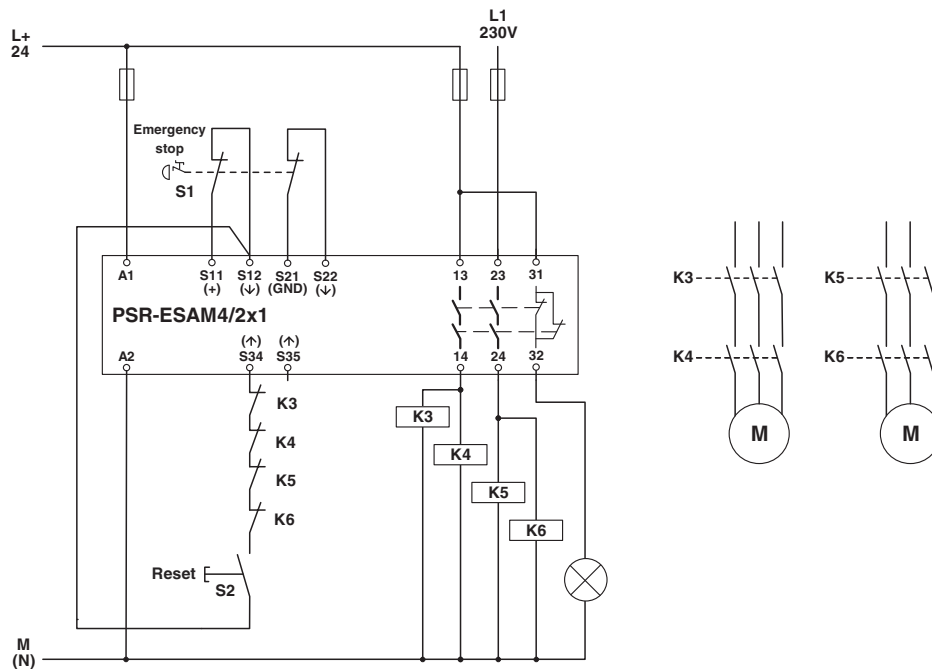 L+
24
L1
230V
Emergency
stop
S1
A1
S11
(+)
S12
(↓)
S21
(GND)
S22
(↓)
13
23
31
PSR-ESAM4/2x1
A2
(↑)
S34
(↑)
S35
14
24
32
K3
K4
K5
K6
Reset
S2
K3
K4
K5
K6
M
(N)
K3
K4
M
K5
K6
M